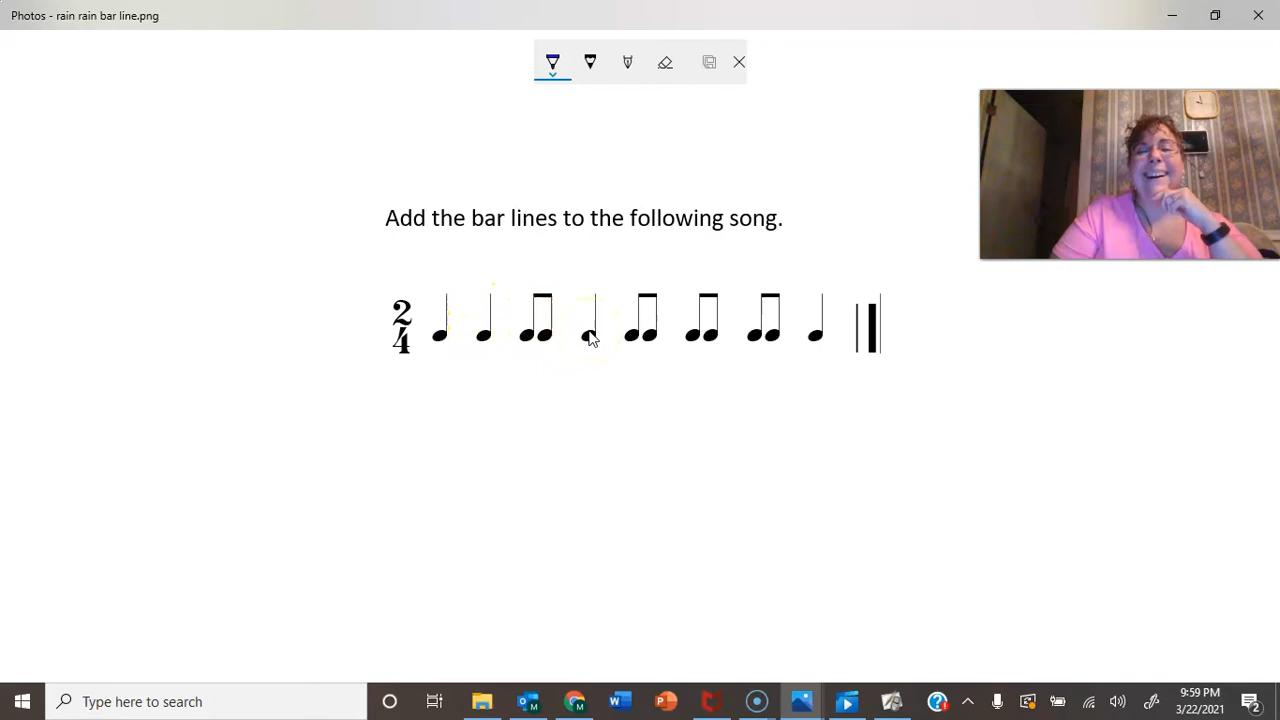 Photos - rain rain bar line.png
Add the bar lines to the following song.
2
4
Type here to search
9:59 PM
3/22/2021
2